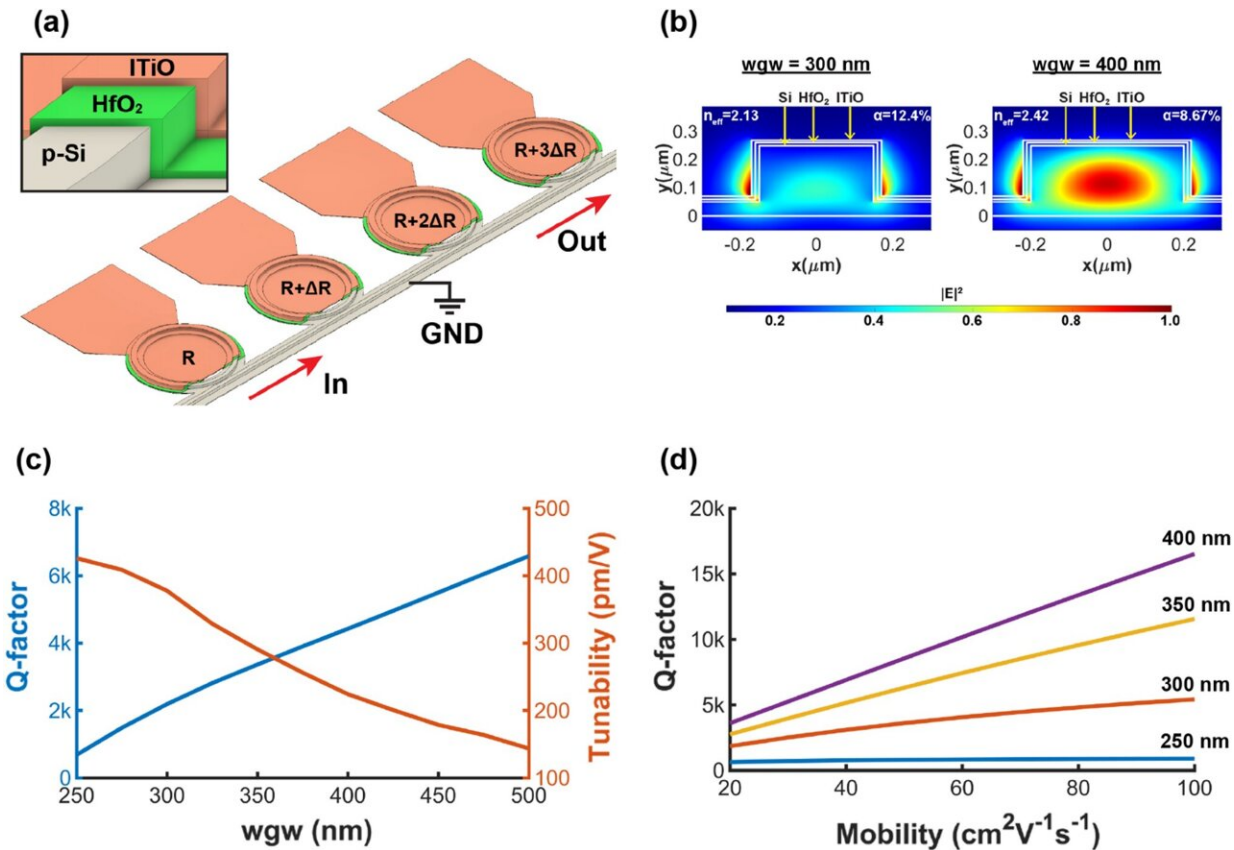 (a)
ITiO
HfO₂
p-Si
R
R+ΔR
R+2ΔR
R+3ΔR
In
Out
GND
(b)
wgw = 300 nm
wgw = 400 nm
Si HfO₂ ITiO
n_eff=2.13
α=12.4%
0.3
0.2
0.1
0
y(μm)
-0.2 0 0.2
x(μm)
Si HfO₂ ITiO
n_eff=2.42
α=8.67%
0.3
0.2
0.1
0
y(μm)
-0.2 0 0.2
x(μm)
|E|²
0.2 0.4 0.6 0.8 1.0
(c)
8k
6k
4k
2k
0
Q-factor
500
400
300
200
100
Tunability (pm/V)
250 300 350 400 450 500
wgw (nm)
(d)
20k
15k
10k
5k
0
Q-factor
400 nm
350 nm
300 nm
250 nm
20 40 60 80 100
Mobility (cm²V⁻¹s⁻¹)